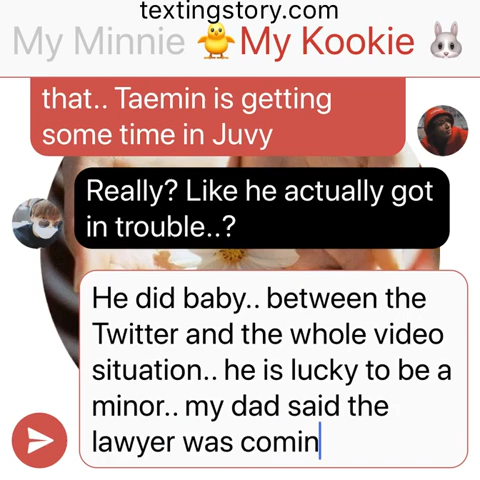 textingstory.com
My Minnie 🐥My Kookie 🐰
that.. Taemin is getting
some time in Juvy
Really? Like he actually got
in trouble..?
He did baby.. between the
Twitter and the whole video
situation.. he is lucky to be a
minor.. my dad said the
lawyer was comin